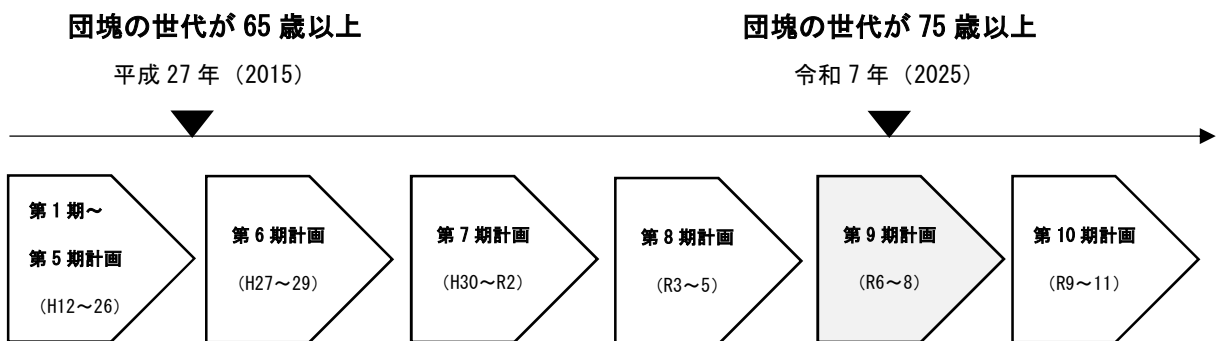 団塊の世代が 65 歳以上
平成 27 年（2015）
団塊の世代が 75 歳以上
令和 7 年（2025）
第 1 期～
第 5 期計画
（H12～26）
第 6 期計画
（H27～29）
第 7 期計画
（H30～R2）
第 8 期計画
（R3～5）
第 9 期計画
（R6～8）
第 10 期計画
（R9～11）